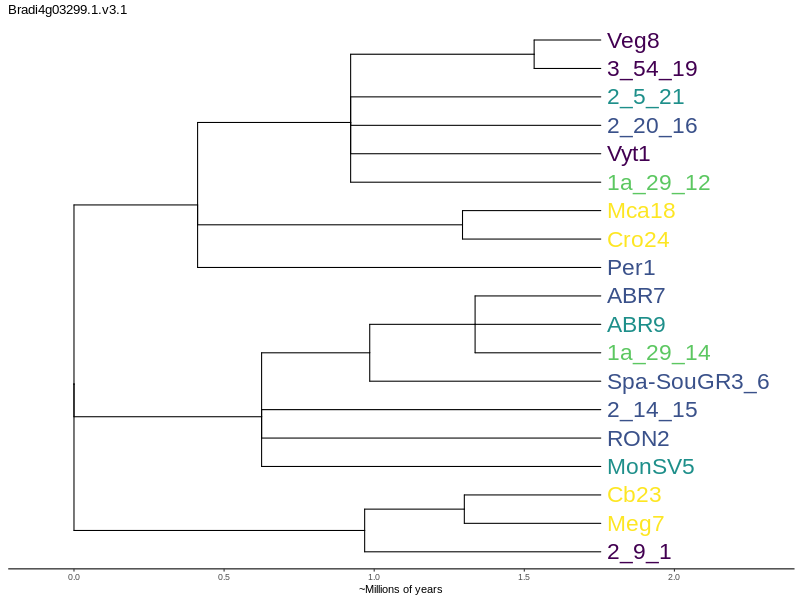 Bradi4g03299.1.v3.1
Veg8
3_54_19
2_5_21
2_20_16
Vyt1
1a_29_12
Mca18
Cro24
Per1
ABR7
ABR9
1a_29_14
Spa-SouGR3_6
2_14_15
RON2
MonSV5
Cb23
Meg7
2_9_1
0.0 0.5 1.0 1.5 2.0
~Millions of years